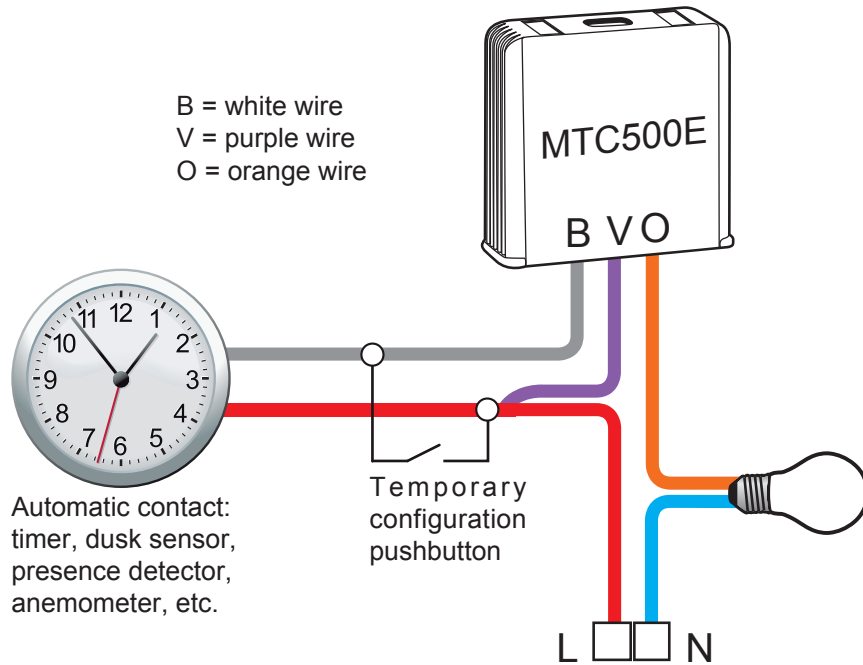 B = white wire
V = purple wire
O = orange wire
MTC500E
B V O
12
1
2
3
4
5
6
7
8
9
10
11
Automatic contact:
timer, dusk sensor,
presence detector,
anemometer, etc.
Temporary
configuration
pushbutton
L N